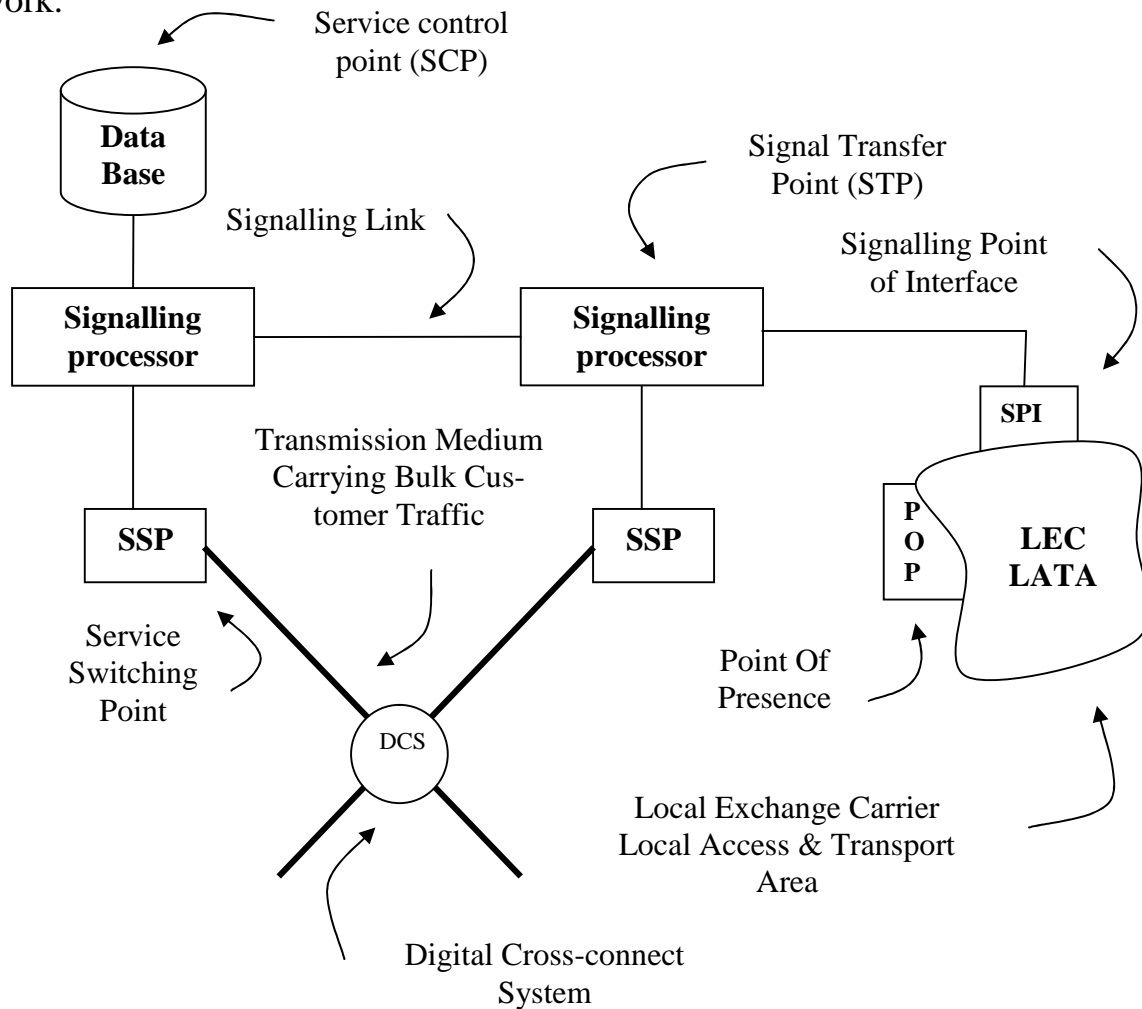 work.
Service control
point (SCP)
Data
Base
Signal Transfer
Point (STP)
Signalling Link
Signalling Point
of Interface
Signalling
processor
Signalling
processor
SPI
Transmission Medium
Carrying Bulk Cus-
tomer Traffic
SSP
SSP
P
O
P
LEC
LATA
Service
Switching
Point
Point Of
Presence
DCS
Local Exchange Carrier
Local Access & Transport
Area
Digital Cross-connect
System